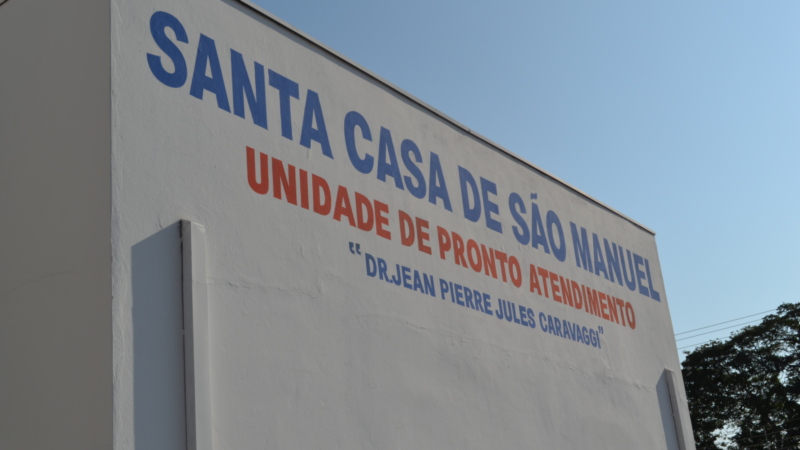 SANTA CASA DE SÃO MANUEL
UNIDADE DE PRONTO ATENDIMENTO
“DR.JEAN PIERRE JULES CARAVAGGI"